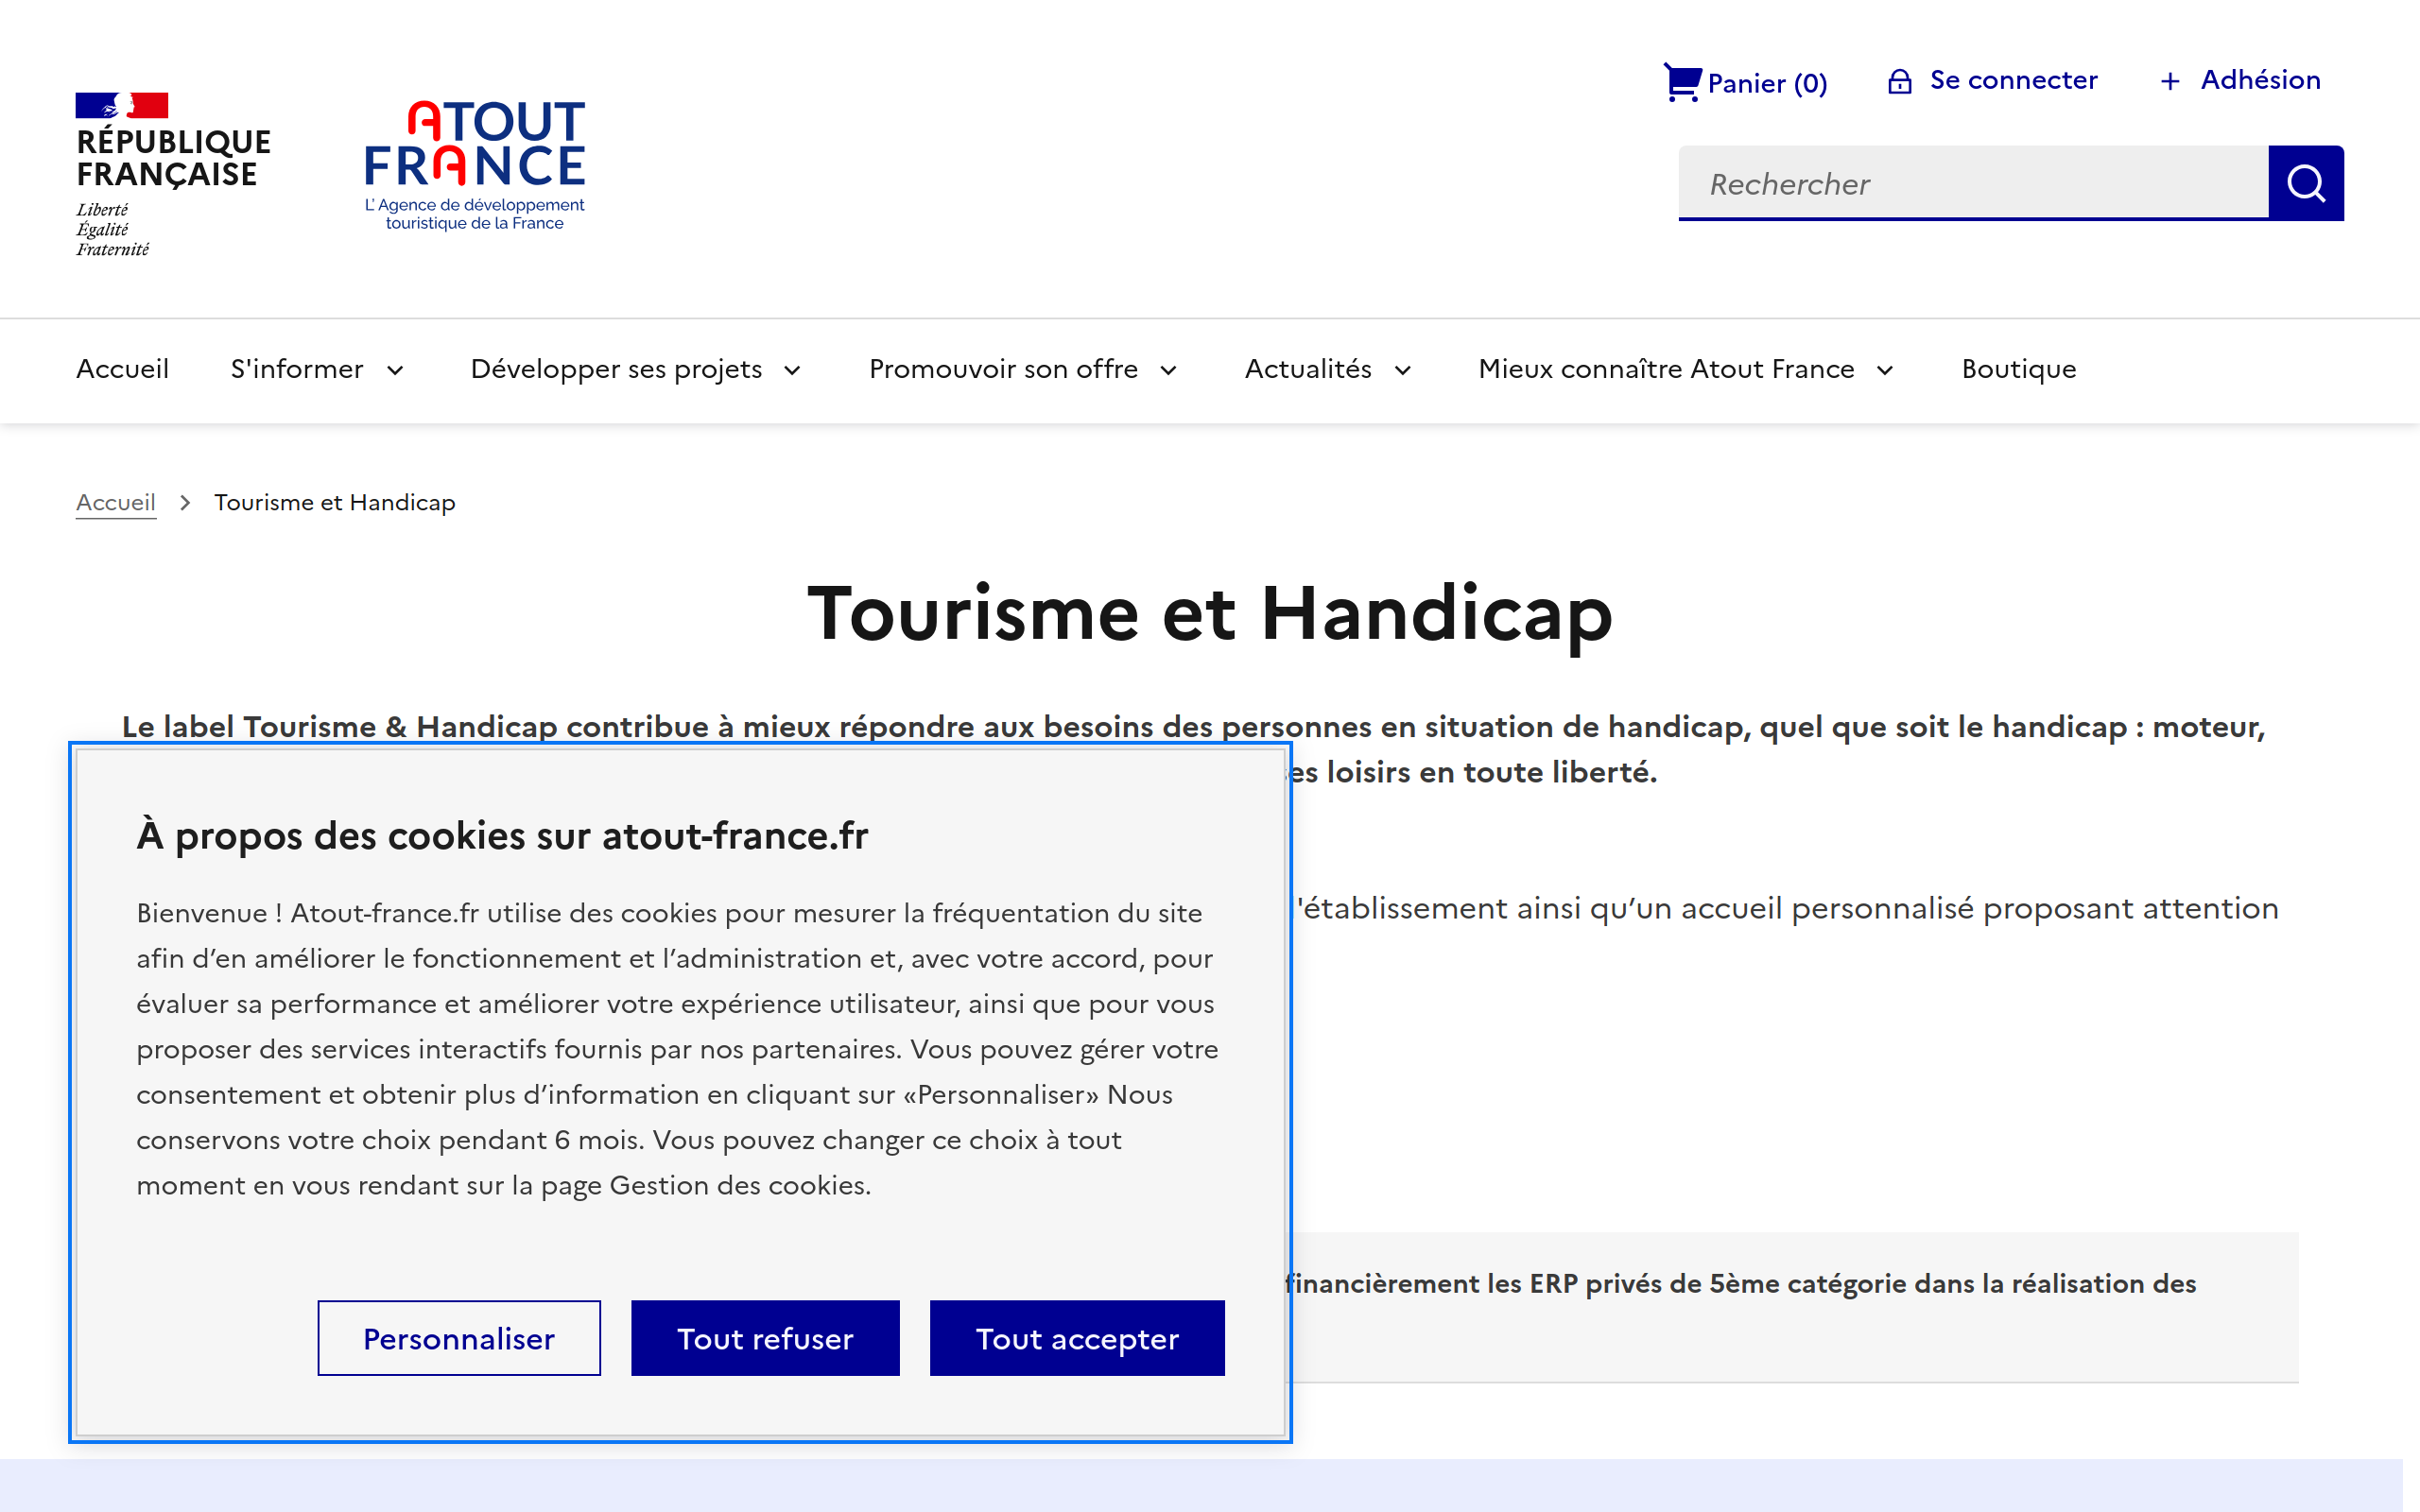 RÉPUBLIQUE
FRANÇAISE
Liberté
Égalité
Fraternité
ATOUT
FRANCE
L'Agence de développement
touristique de la France
Panier (0)
Se connecter
Adhésion
Rechercher
Accueil
S'informer
Développer ses projets
Promouvoir son offre
Actualités
Mieux connaître Atout France
Boutique
Accueil
Tourisme et Handicap
Tourisme et Handicap
Le label Tourisme & Handicap contribue à mieux répondre aux besoins des personnes en situation de handicap, quel que soit le handicap : moteur,
loisirs en toute liberté.
l'établissement ainsi qu’un accueil personnalisé proposant attention
financièrement les ERP privés de 5ème catégorie dans la réalisation des
À propos des cookies sur atout-france.fr
Bienvenue ! Atout-france.fr utilise des cookies pour mesurer la fréquentation du site
afin d’en améliorer le fonctionnement et l’administration et, avec votre accord, pour
évaluer sa performance et améliorer votre expérience utilisateur, ainsi que pour vous
proposer des services interactifs fournis par nos partenaires. Vous pouvez gérer votre
consentement et obtenir plus d’information en cliquant sur «Personnaliser» Nous
conservons votre choix pendant 6 mois. Vous pouvez changer ce choix à tout
moment en vous rendant sur la page Gestion des cookies.
Personnaliser
Tout refuser
Tout accepter